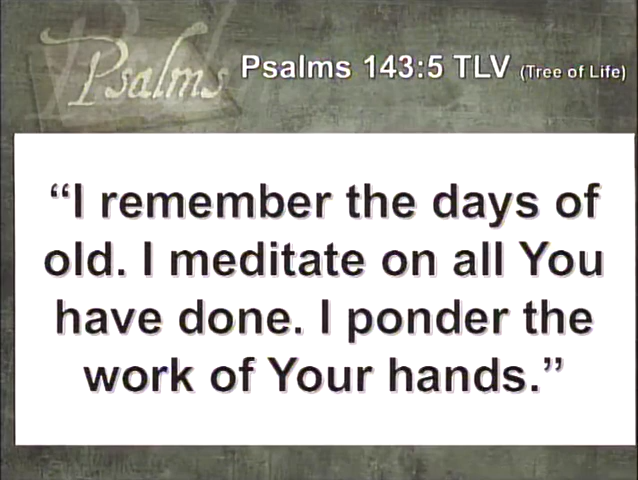 Psalms
Psalms 143:5 TLV (Tree of Life)
“I remember the days of
old. I meditate on all You
have done. I ponder the
work of Your hands.”